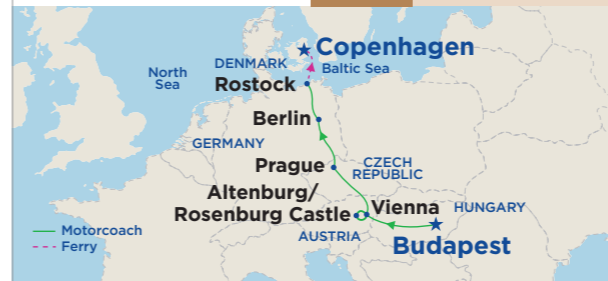 Copenhagen
DENMARK
North
Sea
Baltic Sea
Rostock
Berlin
GERMANY
Prague
CZECH
REPUBLIC
Altenburg/
Rosenburg Castle
Vienna
HUNGARY
Motorcoach
Ferry
AUSTRIA
Budapest